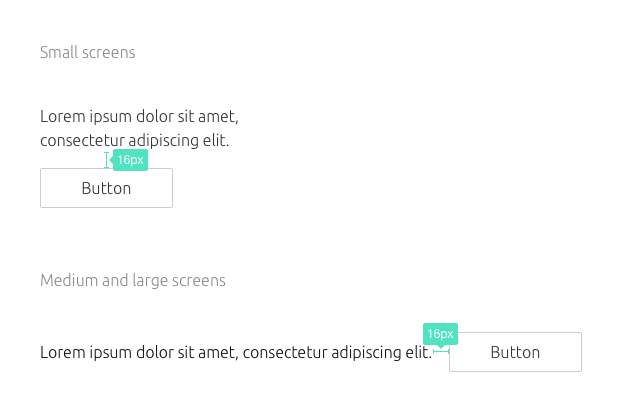 Small screens
Lorem ipsum dolor sit amet,
consectetur adipiscing elit.
16px
Button
Medium and large screens
16px
Lorem ipsum dolor sit amet, consectetur adipiscing elit.
Button